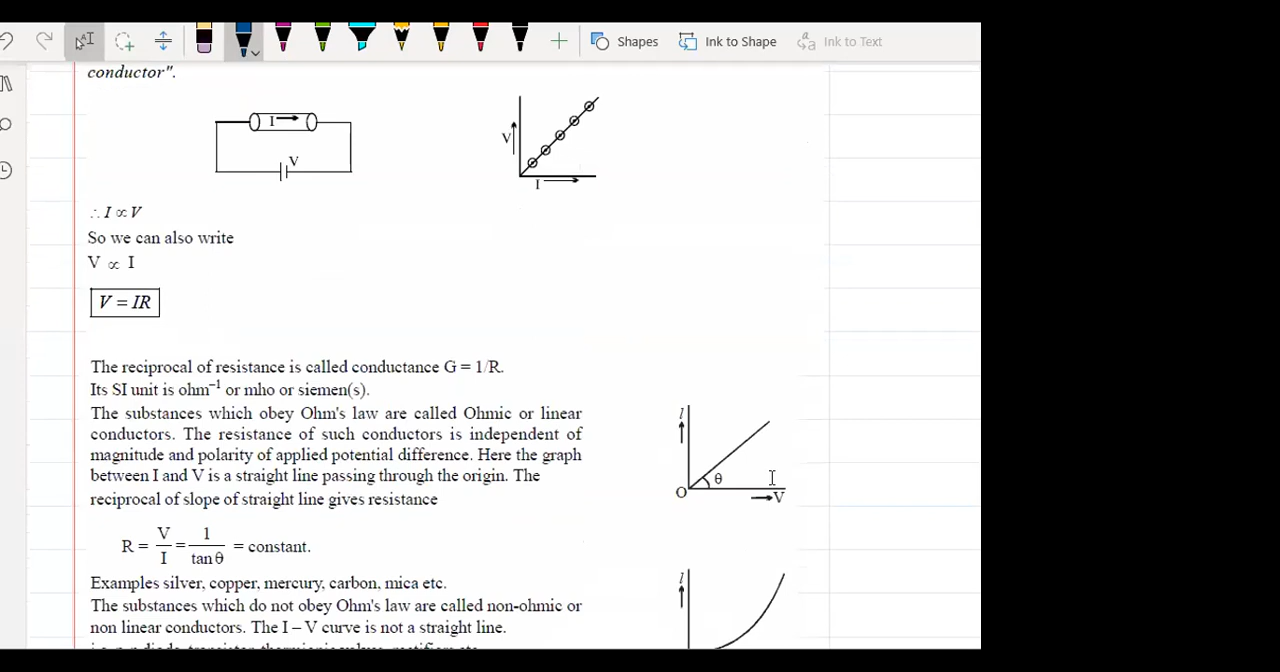 Shapes
Ink to Shape
Ink to Text
conductor".
I
V
V
I
∴ I ∝ V
So we can also write
V ∝ I
V = IR
The reciprocal of resistance is called conductance G = 1/R.
Its SI unit is ohm⁻¹ or mho or siemen(s).
The substances which obey Ohm's law are called Ohmic or linear
conductors. The resistance of such conductors is independent of
magnitude and polarity of applied potential difference. Here the graph
between I and V is a straight line passing through the origin. The
reciprocal of slope of straight line gives resistance
I
θ
O
V
R = V/I = 1/tanθ = constant.
Examples silver, copper, mercury, carbon, mica etc.
The substances which do not obey Ohm's law are called non-ohmic or
non linear conductors. The I – V curve is not a straight line.
I